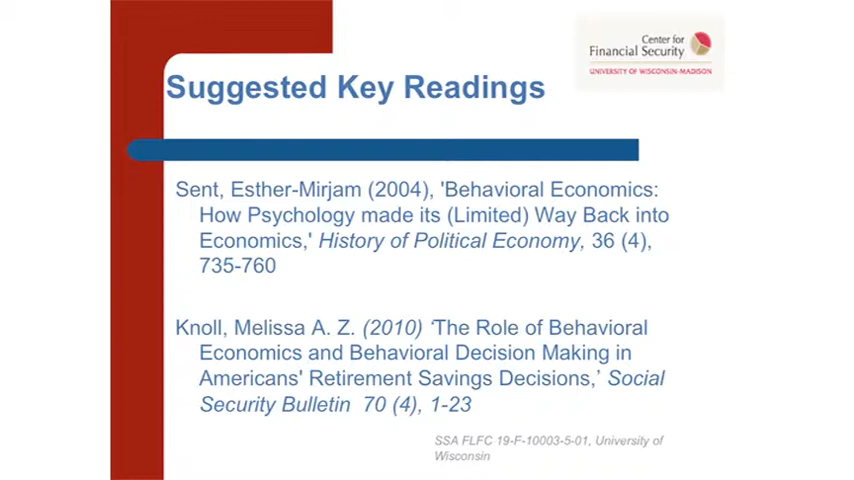 Center for
Financial Security
UNIVERSITY OF WISCONSIN-MADISON
Suggested Key Readings
Sent, Esther-Mirjam (2004), 'Behavioral Economics:
How Psychology made its (Limited) Way Back into
Economics,' History of Political Economy, 36 (4),
735-760
Knoll, Melissa A. Z. (2010) ‘The Role of Behavioral
Economics and Behavioral Decision Making in
Americans' Retirement Savings Decisions,’ Social
Security Bulletin 70 (4), 1-23
SSA FLFC 19-F-10003-5-01, University of
Wisconsin